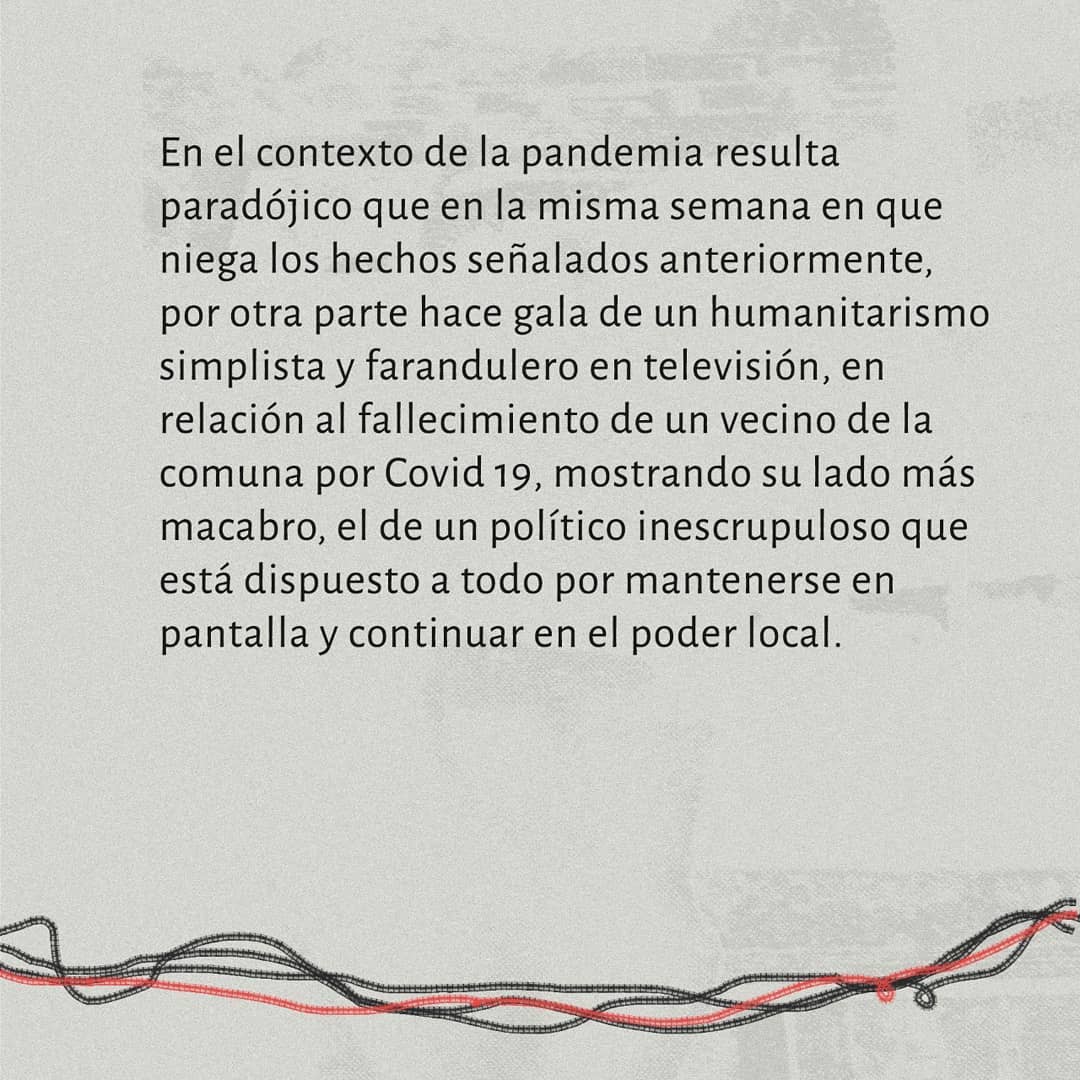 En el contexto de la pandemia resulta
paradójico que en la misma semana en que
niega los hechos señalados anteriormente,
por otra parte hace gala de un humanitarismo
simplista y farandulero en televisión, en
relación al fallecimiento de un vecino de la
comuna por Covid 19, mostrando su lado más
macabro, el de un político inescrupuloso que
está dispuesto a todo por mantenerse en
pantalla y continuar en el poder local.